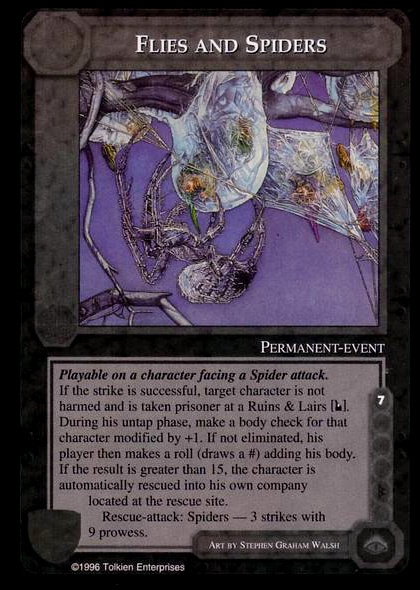 FLIES AND SPIDERS
PERMANENT-EVENT
Playable on a character facing a Spider attack.
If the strike is successful, target character is not
harmed and is taken prisoner at a Ruins & Lairs [].
During his untap phase, make a body check for that
character modified by +1. If not eliminated, his
player then makes a roll (draws a #) adding his body.
If the result is greater than 15, the character is
automatically rescued into his own company
located at the rescue site.
Rescue-attack: Spiders — 3 strikes with
9 prowess.
7
ART BY STEPHEN GRAHAM WALSH
©1996 Tolkien Enterprises